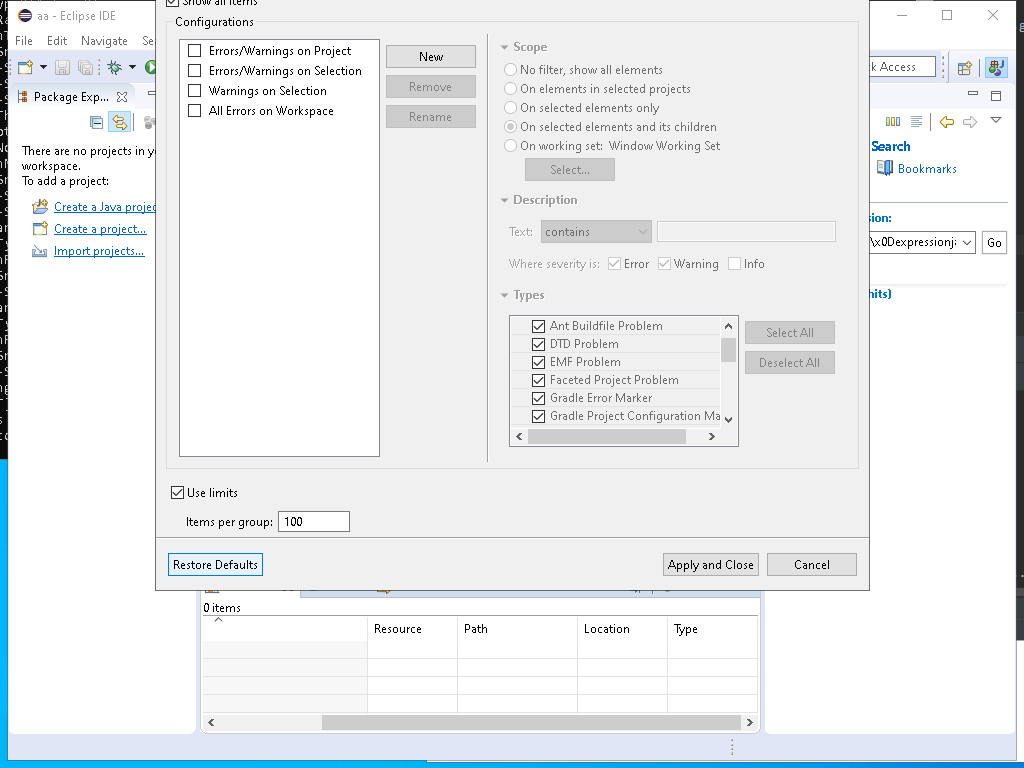 Show all items
aa - Eclipse IDE
Configurations
File Edit Navigate Se
Errors/Warnings on Project
Errors/Warnings on Selection
Warnings on Selection
All Errors on Workspace
New
Remove
Rename
Scope
No filter, show all elements
On elements in selected projects
On selected elements only
On selected elements and its children
On working set: Window Working Set
Select...
Description
Text: contains
Where severity is: Error Warning Info
Types
Ant Buildfile Problem
DTD Problem
EMF Problem
Faceted Project Problem
Gradle Error Marker
Gradle Project Configuration Ma
Select All
Deselect All
Use limits
Items per group: 100
Restore Defaults
Apply and Close
Cancel
Package Exp...
There are no projects in y
workspace.
To add a project:
Create a Java projec
Create a project...
Import projects...
k Access
Search
Bookmarks
sion:
\x0Dexpressionj
Go
hits)
0 items
Resource Path Location Type